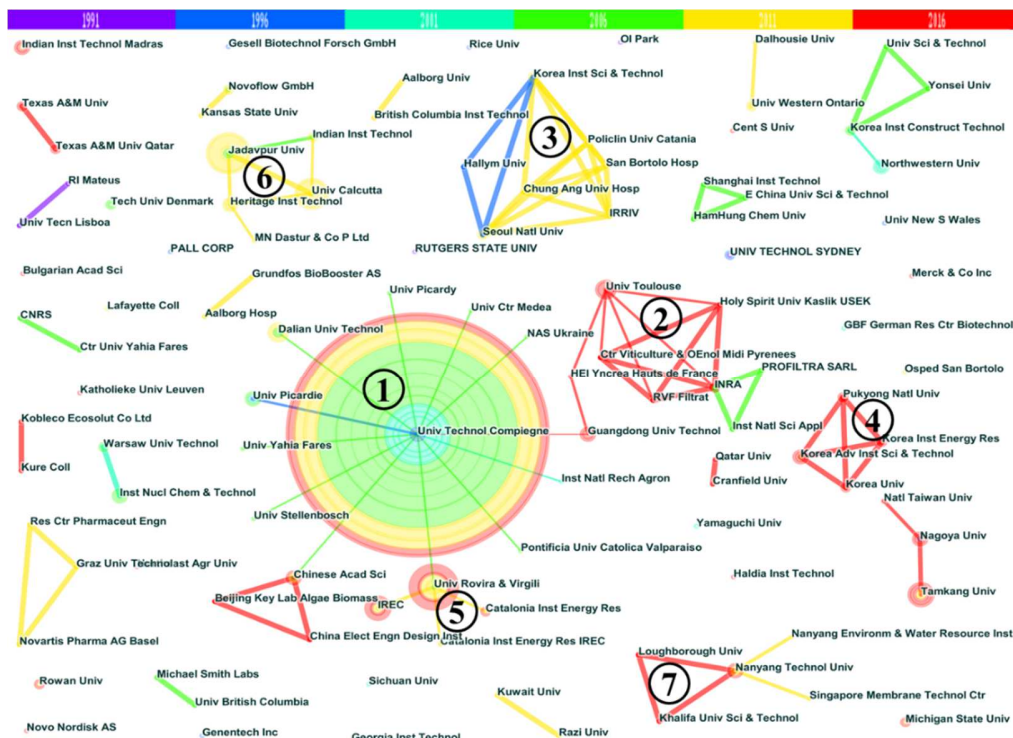 1991 1996 2001 2006 2011 2016
Indian Inst Technol Madras
Gesell Biotechnol Forsch GmbH
Rice Univ
OI Park
Dalhousie Univ
Univ Sci & Technol
Korea Inst Sci & Technol
Aalborg Univ
Novoflow GmbH
Yonsei Univ
Texas A&M Univ
Kansas State Univ
British Columbia Inst Technol
Univ Western Ontario
Cent S Univ
Korea Inst Construct Technol
3
Indian Inst Technol
Policlin Univ Catania
Texas A&M Univ Qatar
Jadavpur Univ
Hallym Univ
San Bortolo Hosp
Northwestern Univ
6
RI Mateus
Univ Calcutta
Chung Ang Univ Hosp
Shanghai Inst Technol
E China Univ Sci & Technol
Tech Univ Denmark
Heritage Inst Technol
IRRIV
HamHung Chem Univ
Univ New S Wales
Univ Tecn Lisboa
MN Dastur & Co P Ltd
Seoul Natl Univ
PALL CORP
RUTGERS STATE UNIV
UNIV TECHNOL SYDNEY
Bulgarian Acad Sci
Grundfos BioBooster AS
Merck & Co Inc
Univ Picardy
Univ Toulouse
Lafayette Coll
Aalborg Hosp
Univ Ctr Medea
Holy Spirit Univ Kaslik USEK
CNRS
2
Dalian Univ Technol
NAS Ukraine
GBF German Res Ctr Biotechnol
Ctr Univ Yahia Fares
Ctr Viticulture & OEnol Midi Pyrenees
HEI Yncrea Hauts de France
PROFILTRA SARL
Osped San Bortolo
Katholieke Univ Leuven
Univ Picardie
1
INRA
RVF Filtrat
Pukyong Natl Univ
Kobleco Ecosolut Co Ltd
4
Inst Natl Sci Appl
Univ Technol Compiegne
Guangdong Univ Technol
Warsaw Univ Technol
Univ Yahia Fares
Korea Inst Energy Res
Korea Adv Inst Sci & Technol
Qatar Univ
Kure Coll
Inst Natl Rech Agron
Cranfield Univ
Korea Univ
Inst Nucl Chem & Technol
Natl Taiwan Univ
Univ Stellenbosch
Res Ctr Pharmaceut Engn
Yamaguchi Univ
Nagoya Univ
Pontificia Univ Catolica Valparaiso
Graz Univ Technol
Agr Univ
Chinese Acad Sci
Haldia Inst Technol
Univ Rovira & Virgili
Tamkang Univ
Beijing Key Lab Algae Biomass
IREC
5
Catalonia Inst Energy Res
Novartis Pharma AG Basel
China Elect Engn Design Inst
Catalonia Inst Energy Res IREC
Nanyang Environm & Water Resource Inst
Loughborough Univ
Nanyang Technol Univ
Michael Smith Labs
Rowan Univ
Sichuan Univ
7
Kuwait Univ
Singapore Membrane Technol Ctr
Univ British Columbia
Khalifa Univ Sci & Technol
Michigan State Univ
Novo Nordisk AS
Genentech Inc
Georgia Inst Technol
Razi Univ